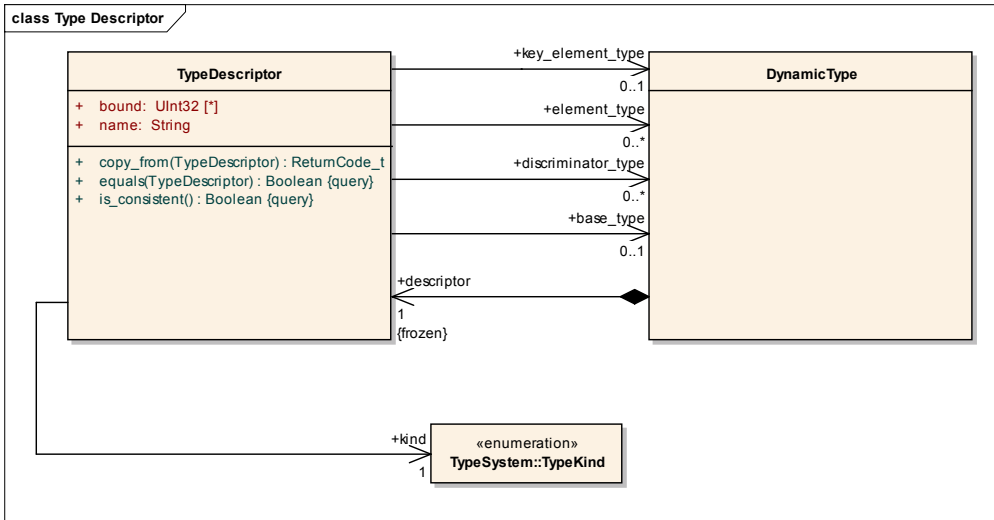 class Type Descriptor
TypeDescriptor
+ bound: UInt32 [*]
+ name: String
+ copy_from(TypeDescriptor) : ReturnCode_t
+ equals(TypeDescriptor) : Boolean {query}
+ is_consistent() : Boolean {query}
DynamicType
+key_element_type
0..1
+element_type
0..*
+discriminator_type
0..*
+base_type
0..1
+descriptor
1
{frozen}
+kind
1
«enumeration»
TypeSystem::TypeKind